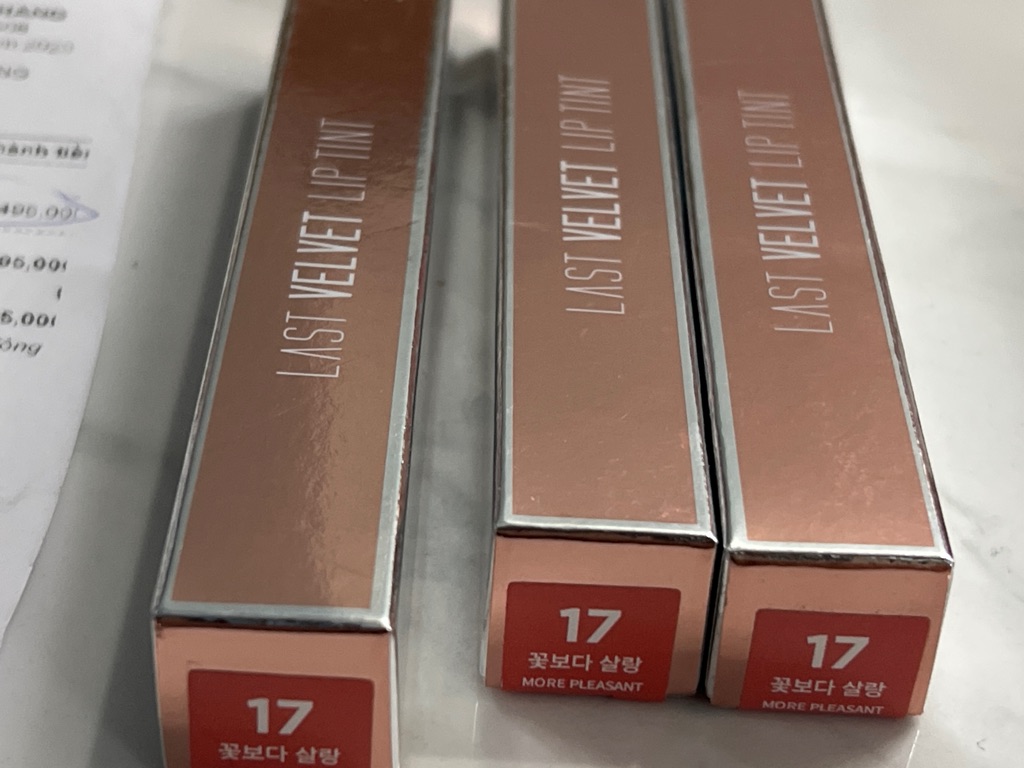 LAST VELVET LIP TINT
17
꽃보다 살랑
LAST VELVET LIP TINT
17
꽃보다 살랑
MORE PLEASANT
LAST VELVET LIP TINT
17
꽃보다 살랑
MORE PLEASANT